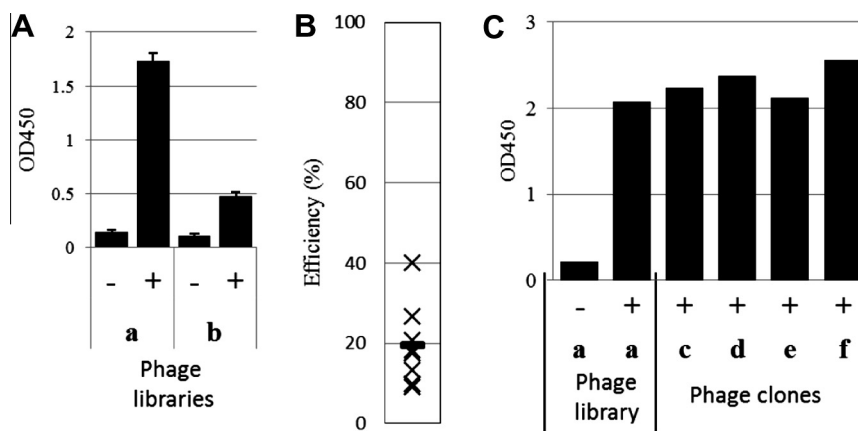 A
2
1.5
1
0.5
0
OD450
- + - +
a b
Phage
libraries
B
100
80
60
40
20
0
Efficiency (%)
C
3
2
1
0
OD450
- + + + + +
a a c d e f
Phage
library
Phage clones